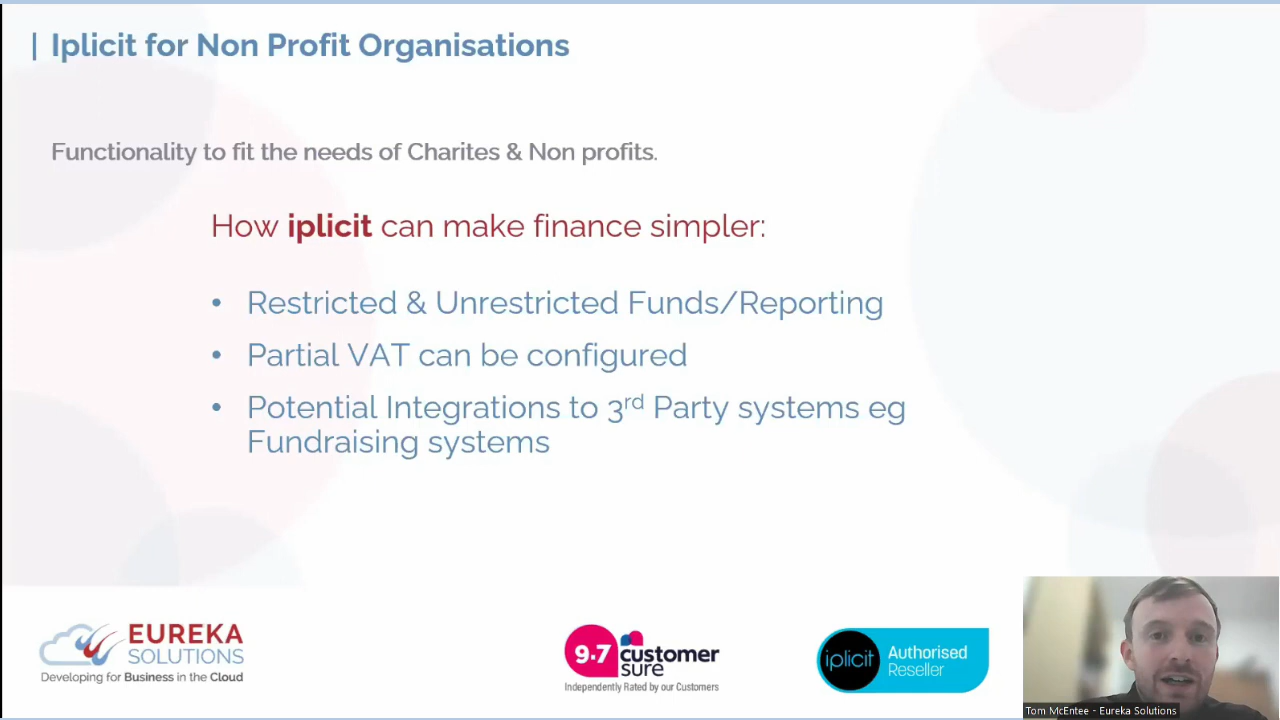 | Iplicit for Non Profit Organisations
Functionality to fit the needs of Charites & Non profits.
How iplicit can make finance simpler:
• Restricted & Unrestricted Funds/Reporting
• Partial VAT can be configured
• Potential Integrations to 3rd Party systems eg
Fundraising systems
EUREKA
SOLUTIONS
Developing for Business in the Cloud
9.7 customer
sure
Independently Rated by our Customers
iplicit
Authorised
Reseller
Tom McEntee - Eureka Solutions